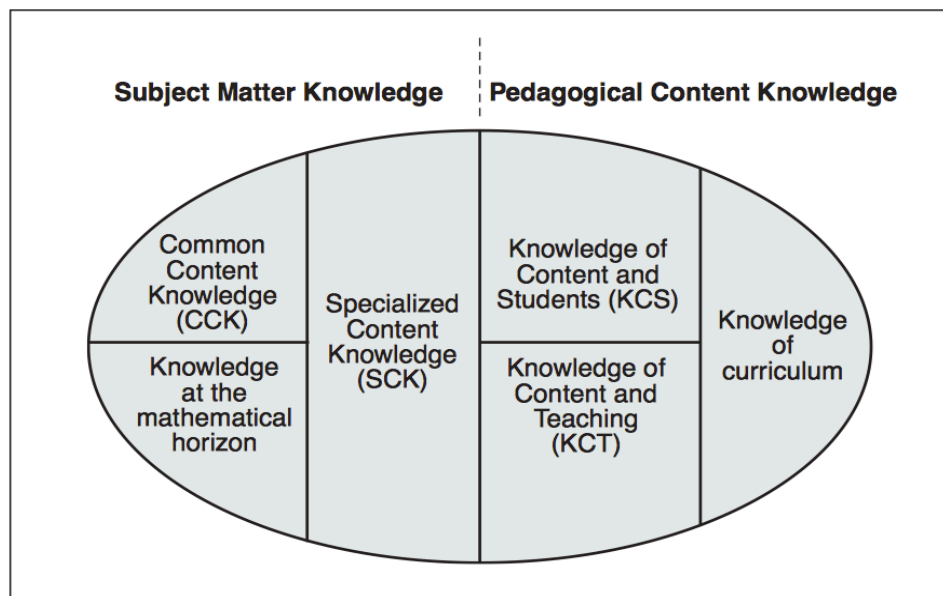 Subject Matter Knowledge
Pedagogical Content Knowledge
Common
Content
Knowledge
(CCK)
Knowledge
at the
mathematical
horizon
Specialized
Content
Knowledge
(SCK)
Knowledge of
Content and
Students (KCS)
Knowledge of
Content and
Teaching
(KCT)
Knowledge
of
curriculum